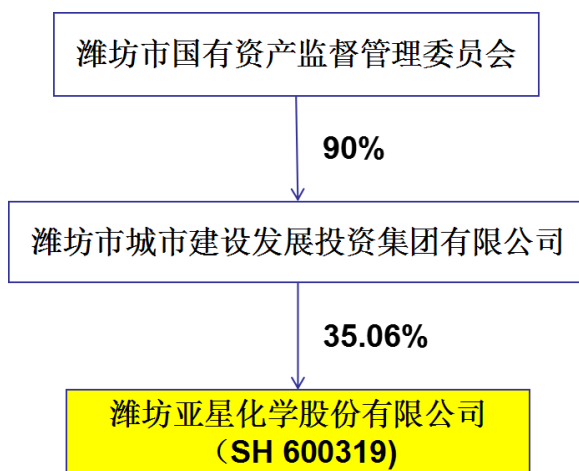 潍坊市国有资产监督管理委员会
90%
潍坊市城市建设发展投资集团有限公司
35.06%
潍坊亚星化学股份有限公司
（SH 600319)